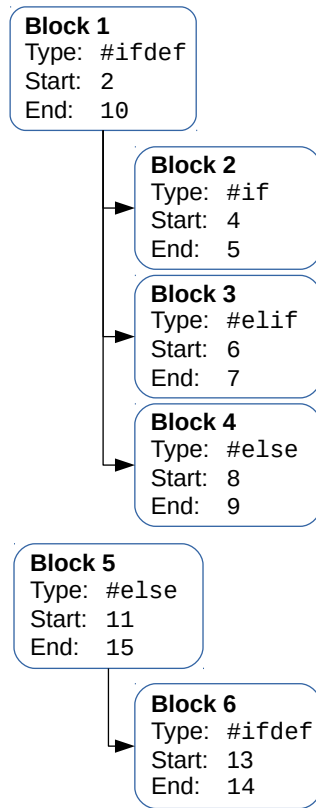 Block 1
Type: #ifdef
Start: 2
End: 10
Block 2
Type: #if
Start: 4
End: 5
Block 3
Type: #elif
Start: 6
End: 7
Block 4
Type: #else
Start: 8
End: 9
Block 5
Type: #else
Start: 11
End: 15
Block 6
Type: #ifdef
Start: 13
End: 14